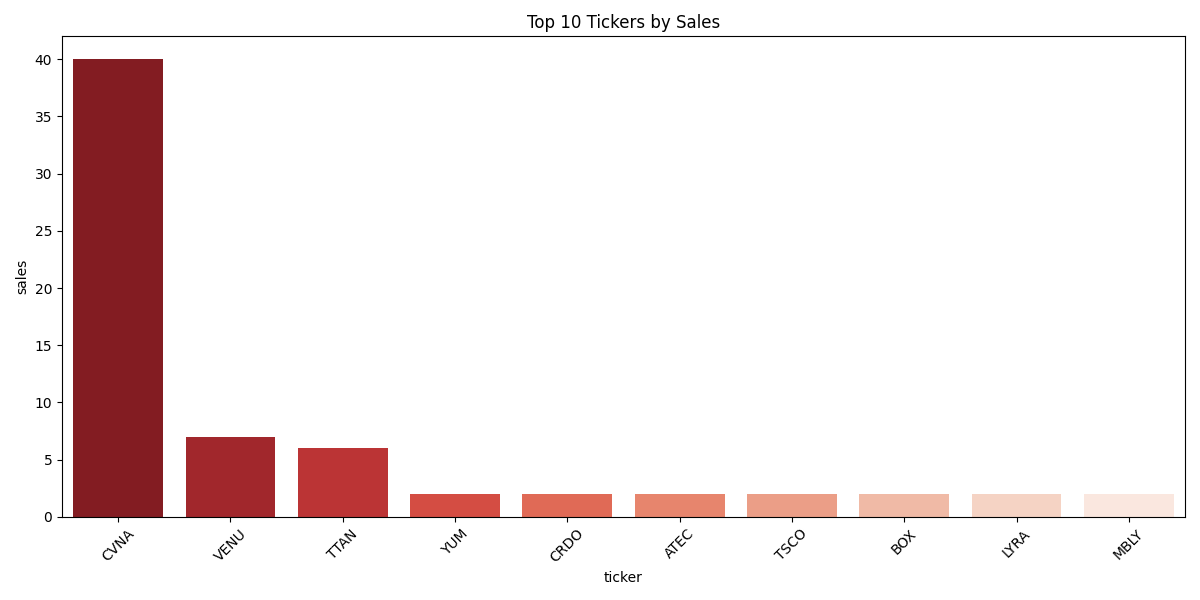 Top 10 Tickers by Sales
sales
40
35
30
25
20
15
10
5
0
CVNA
VENU
TTAN
YUM
CRDO
ATEC
TSCO
BOX
LYRA
MBLY
ticker